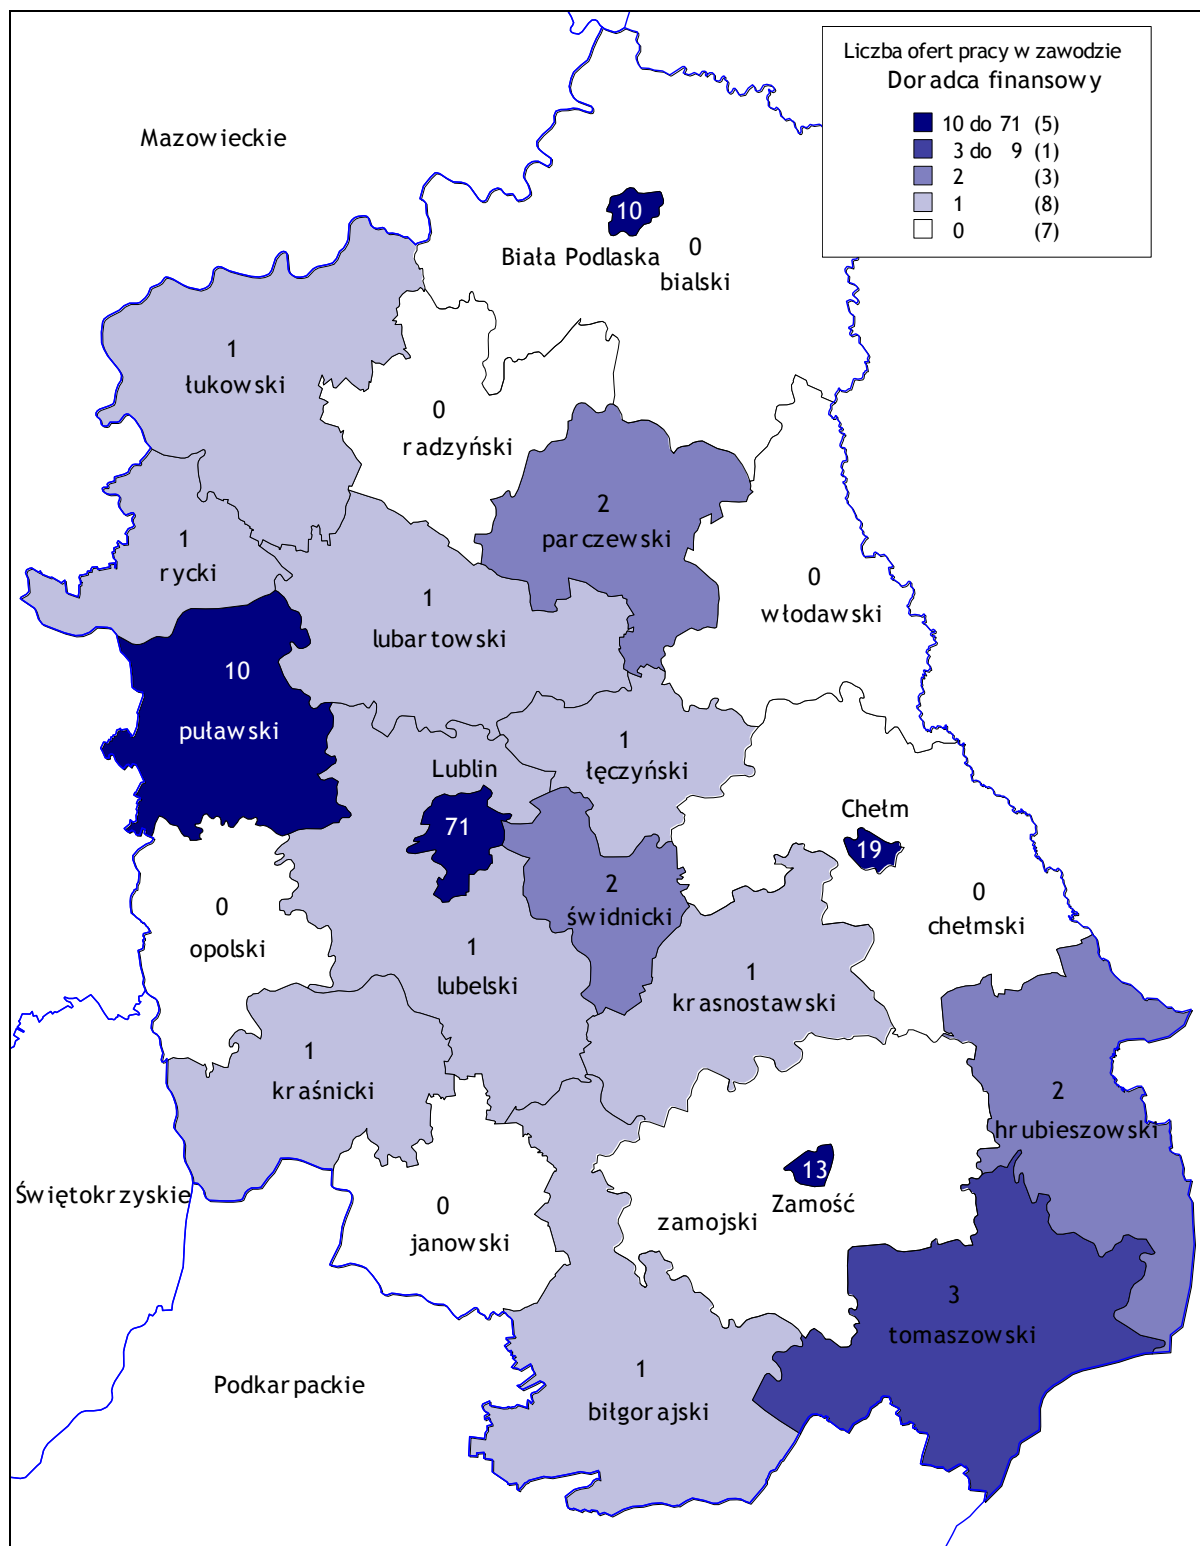 Liczba ofert pracy w zawodzie
Doradca finansowy
10 do 71 (5)
3 do 9 (1)
2 (3)
1 (8)
0 (7)
Mazowieckie
10
Biała Podlaska
0
bialski
1
łukowski
0
radzyński
2
parczewski
1
rycki
0
włodawski
1
lubartowski
10
puławski
1
łęczyński
Lublin
71
Chełm
19
2
świdnicki
0
opolski
0
chełmski
1
lubelski
1
krasnostawski
1
kraśnicki
2
hrubieszowski
13
Zamość
zamojski
Świętokrzyskie
0
janowski
3
tomaszowski
Podkarpackie
1
biłgorajski